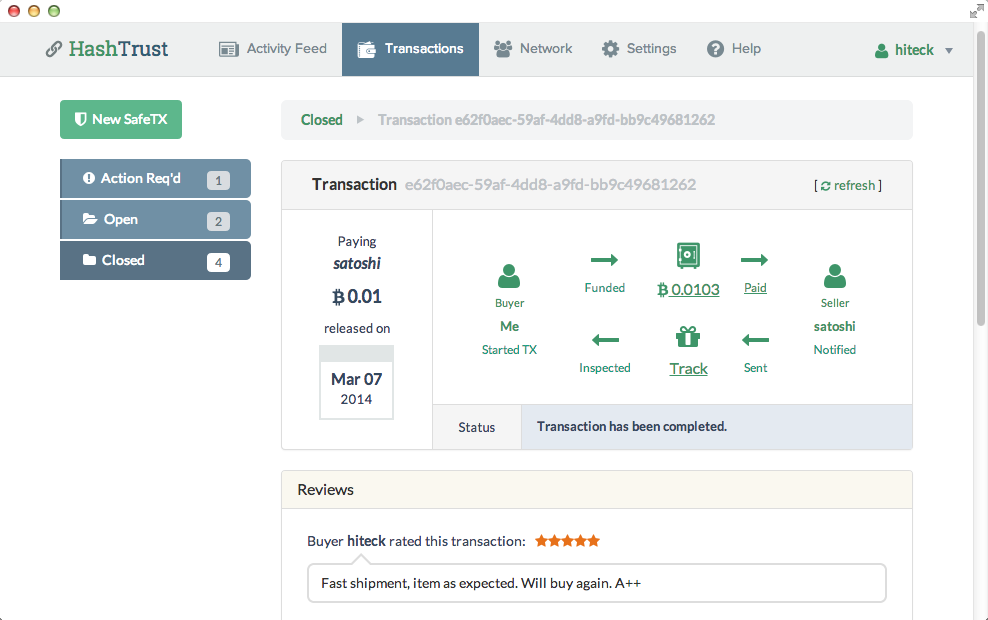 HashTrust
Activity Feed
Transactions
Network
Settings
Help
hiteck
New SafeTX
Action Req'd 1
Open 2
Closed 4
Closed Transaction e62f0aec-59af-4dd8-a9fd-bb9c49681262
Transaction e62f0aec-59af-4dd8-a9fd-bb9c49681262
[ refresh ]
Paying
satoshi
₿ 0.01
released on
Mar 07
2014
Buyer
Me
Started TX
Funded
₿ 0.0103
Paid
Inspected
Track
Sent
Seller
satoshi
Notified
Status
Transaction has been completed.
Reviews
Buyer hiteck rated this transaction:
Fast shipment, item as expected. Will buy again. A++